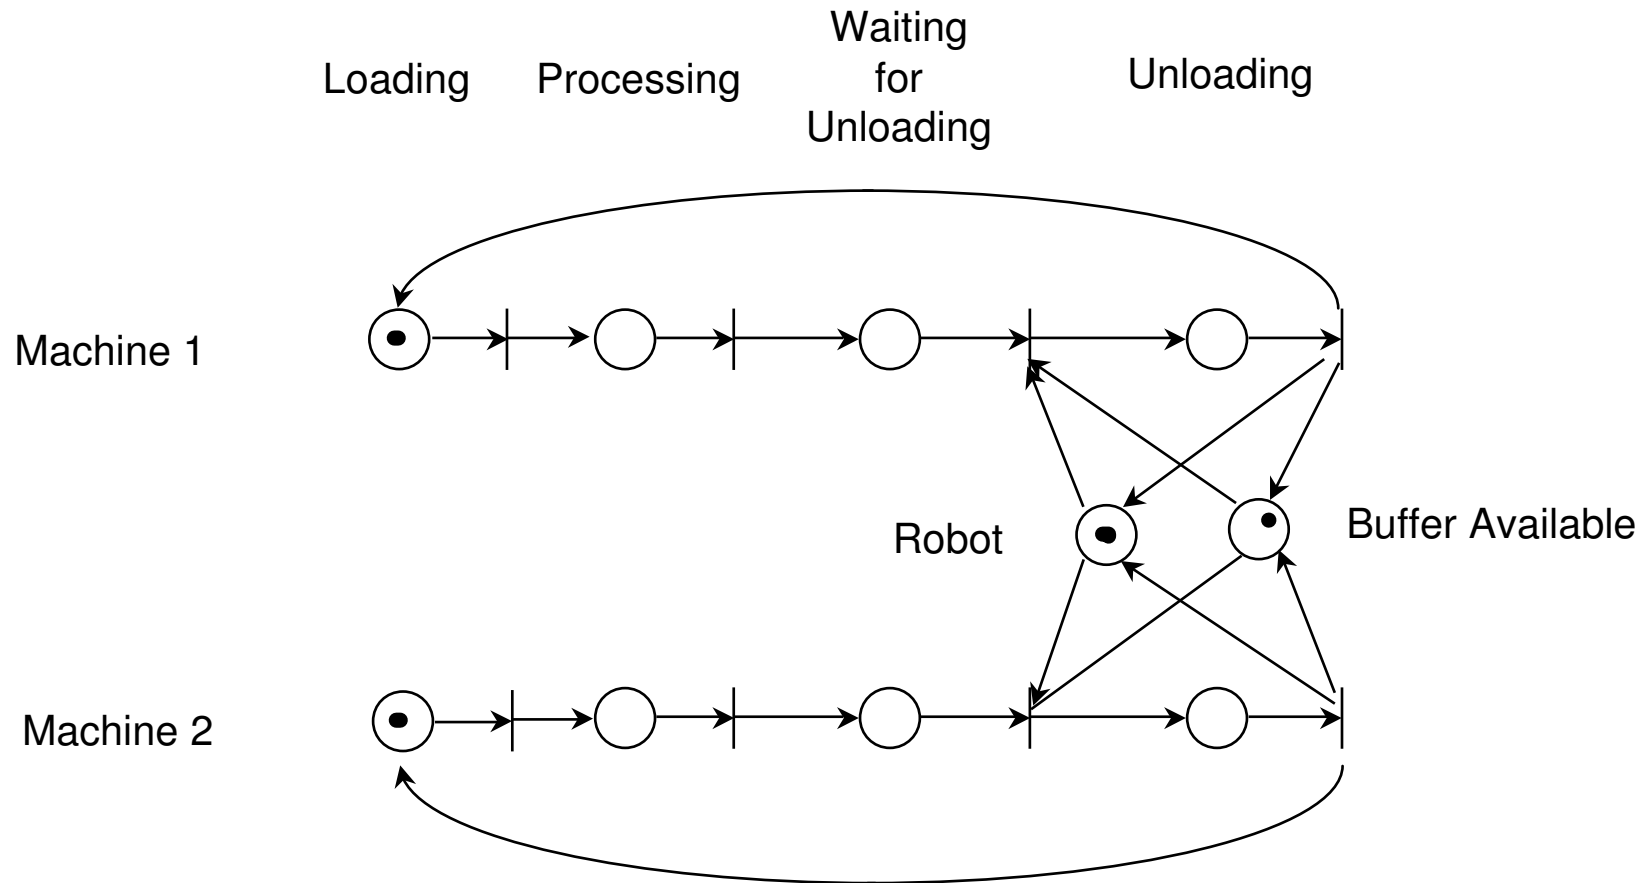 Waiting
for
Unloading
Loading
Processing
Unloading
Machine 1
Robot
Buffer Available
Machine 2